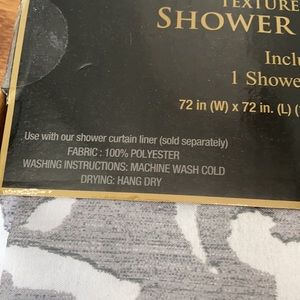 TEXTURE
SHOWER
Inclu
1 Showe
72 in (W) x 72 in. (L) (
Use with our shower curtain liner (sold separately)
FABRIC : 100% POLYESTER
WASHING INSTRUCTIONS: MACHINE WASH COLD
DRYING: HANG DRY